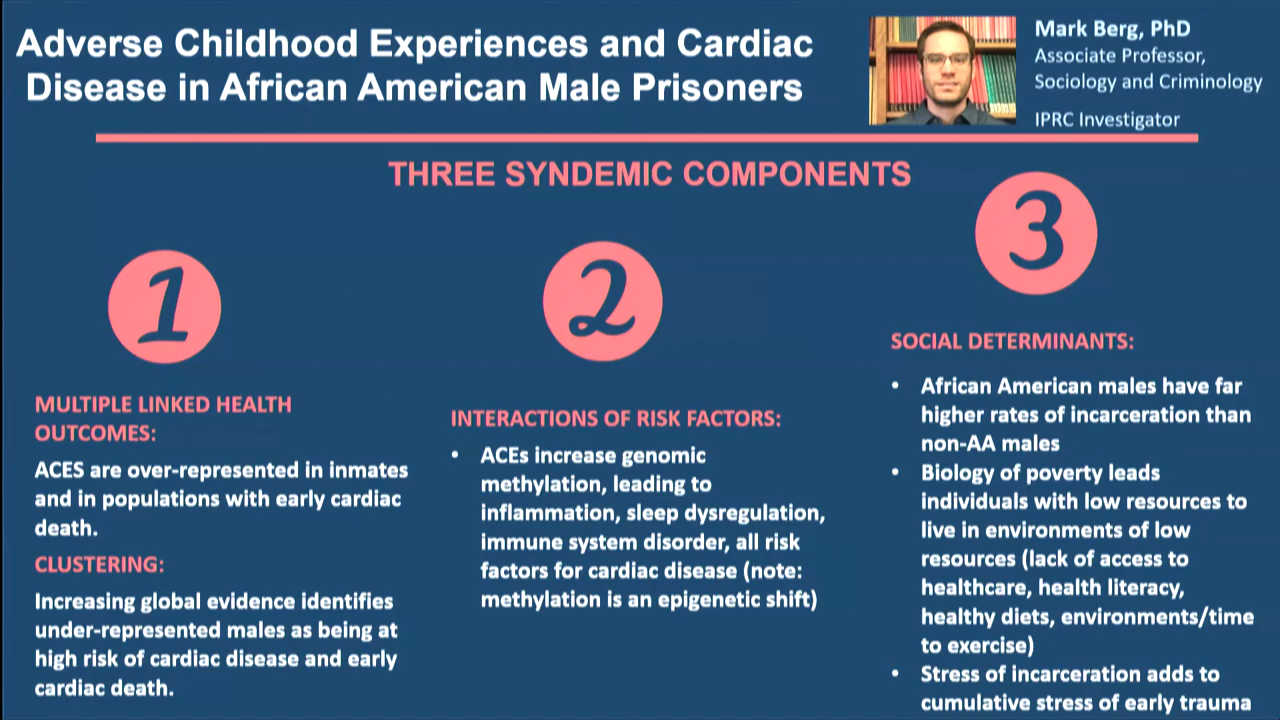 Adverse Childhood Experiences and Cardiac
Disease in African American Male Prisoners
Mark Berg, PhD
Associate Professor,
Sociology and Criminology
IPRC Investigator
THREE SYNDEMIC COMPONENTS
1
MULTIPLE LINKED HEALTH
OUTCOMES:
ACES are over-represented in inmates
and in populations with early cardiac
death.
CLUSTERING:
Increasing global evidence identifies
under-represented males as being at
high risk of cardiac disease and early
cardiac death.
2
INTERACTIONS OF RISK FACTORS:
• ACEs increase genomic
methylation, leading to
inflammation, sleep dysregulation,
immune system disorder, all risk
factors for cardiac disease (note:
methylation is an epigenetic shift)
3
SOCIAL DETERMINANTS:
• African American males have far
higher rates of incarceration than
non-AA males
• Biology of poverty leads
individuals with low resources to
live in environments of low
resources (lack of access to
healthcare, health literacy,
healthy diets, environments/time
to exercise)
• Stress of incarceration adds to
cumulative stress of early trauma